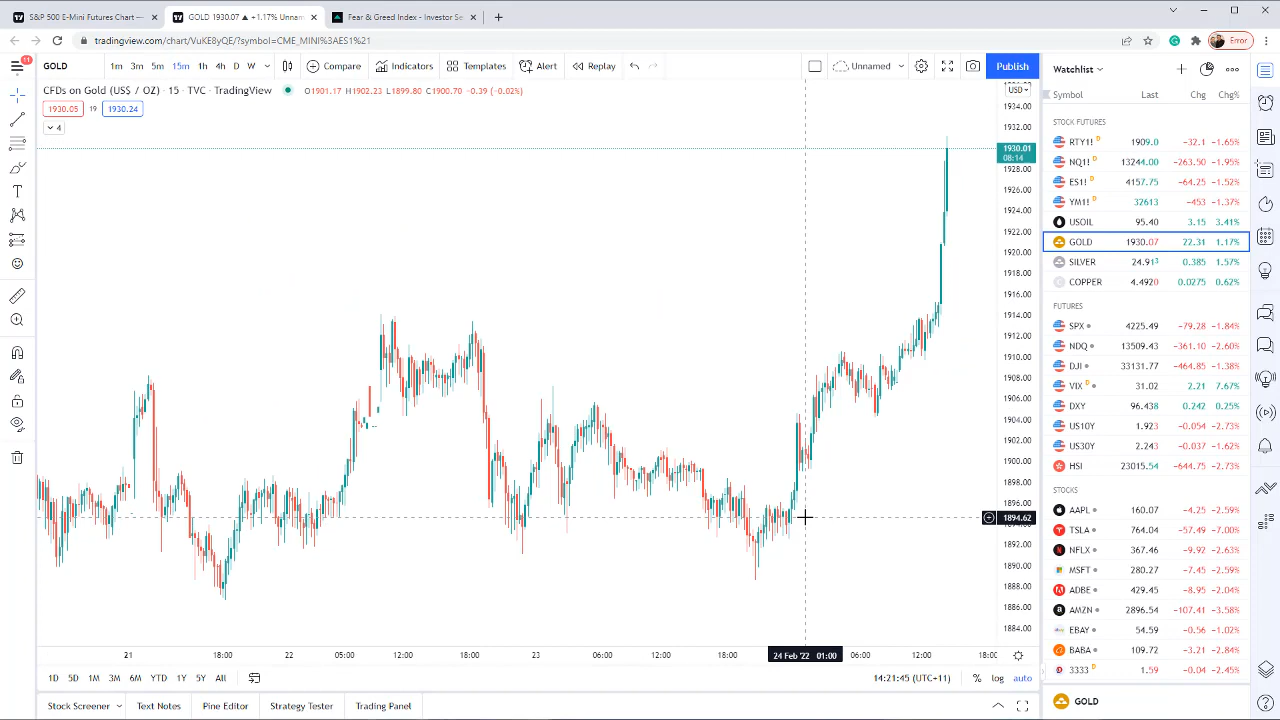 S&P 500 E-Mini Futures Chart —
GOLD 1930.07 ▲ +1.17% Unnam
Fear & Greed Index - Investor Se
tradingview.com/chart/VuKE8yQE/?symbol=CME_MINI%3AES1%21
Error
11
GOLD 1m 3m 5m 15m 1h 4h D W Compare Indicators Templates Alert Replay Unnamed Publish
CFDs on Gold (US$ / OZ) · 15 · TVC · TradingView O1901.17 H1902.23 L1899.80 C1900.70 -0.39 (-0.02%)
1930.05 19 1930.24
4
USD
1934.00
1932.00
1930.01
08:14
1928.00
1926.00
1924.00
1922.00
1920.00
1918.00
1916.00
1914.00
1912.00
1910.00
1908.00
1906.00
1904.00
1902.00
1900.00
1898.00
1896.00
1894.62
1892.00
1890.00
1888.00
1886.00
1884.00
21 18:00 22 05:00 12:00 18:00 23 06:00 12:00 18:00 24 Feb '22 01:00 06:00 12:00 18:00
1D 5D 1M 3M 6M YTD 1Y 5Y All 14:21:45 (UTC+11) % log auto
Stock Screener Text Notes Pine Editor Strategy Tester Trading Panel
Watchlist
Symbol Last Chg Chg%
STOCK FUTURES
RTY1! D 1909.0 -32.1 -1.65%
NQ1! D 13244.00 -263.50 -1.95%
ES1! D 4157.75 -64.25 -1.52%
YM1! D 32613 -453 -1.37%
USOIL 95.40 3.15 3.41%
GOLD 1930.07 22.31 1.17%
SILVER 24.913 0.385 1.57%
COPPER 4.4920 0.0275 0.62%
FUTURES
SPX 4225.49 -79.28 -1.84%
NDQ 13509.43 -361.10 -2.60%
DJI 33131.77 -464.85 -1.38%
VIX D 31.02 2.21 7.67%
DXY 96.438 0.242 0.25%
US10Y 1.923 -0.054 -2.73%
US30Y 2.243 -0.037 -1.62%
HSI 23015.54 -644.75 -2.73%
STOCKS
AAPL 160.07 -4.25 -2.59%
TSLA 764.04 -57.49 -7.00%
NFLX 367.46 -9.92 -2.63%
MSFT 280.27 -7.45 -2.59%
ADBE 429.45 -8.95 -2.04%
AMZN 2896.54 -107.41 -3.58%
EBAY 54.59 -0.56 -1.02%
BABA 109.72 -3.21 -2.84%
3333 D 1.59 -0.04 -2.45%
GOLD